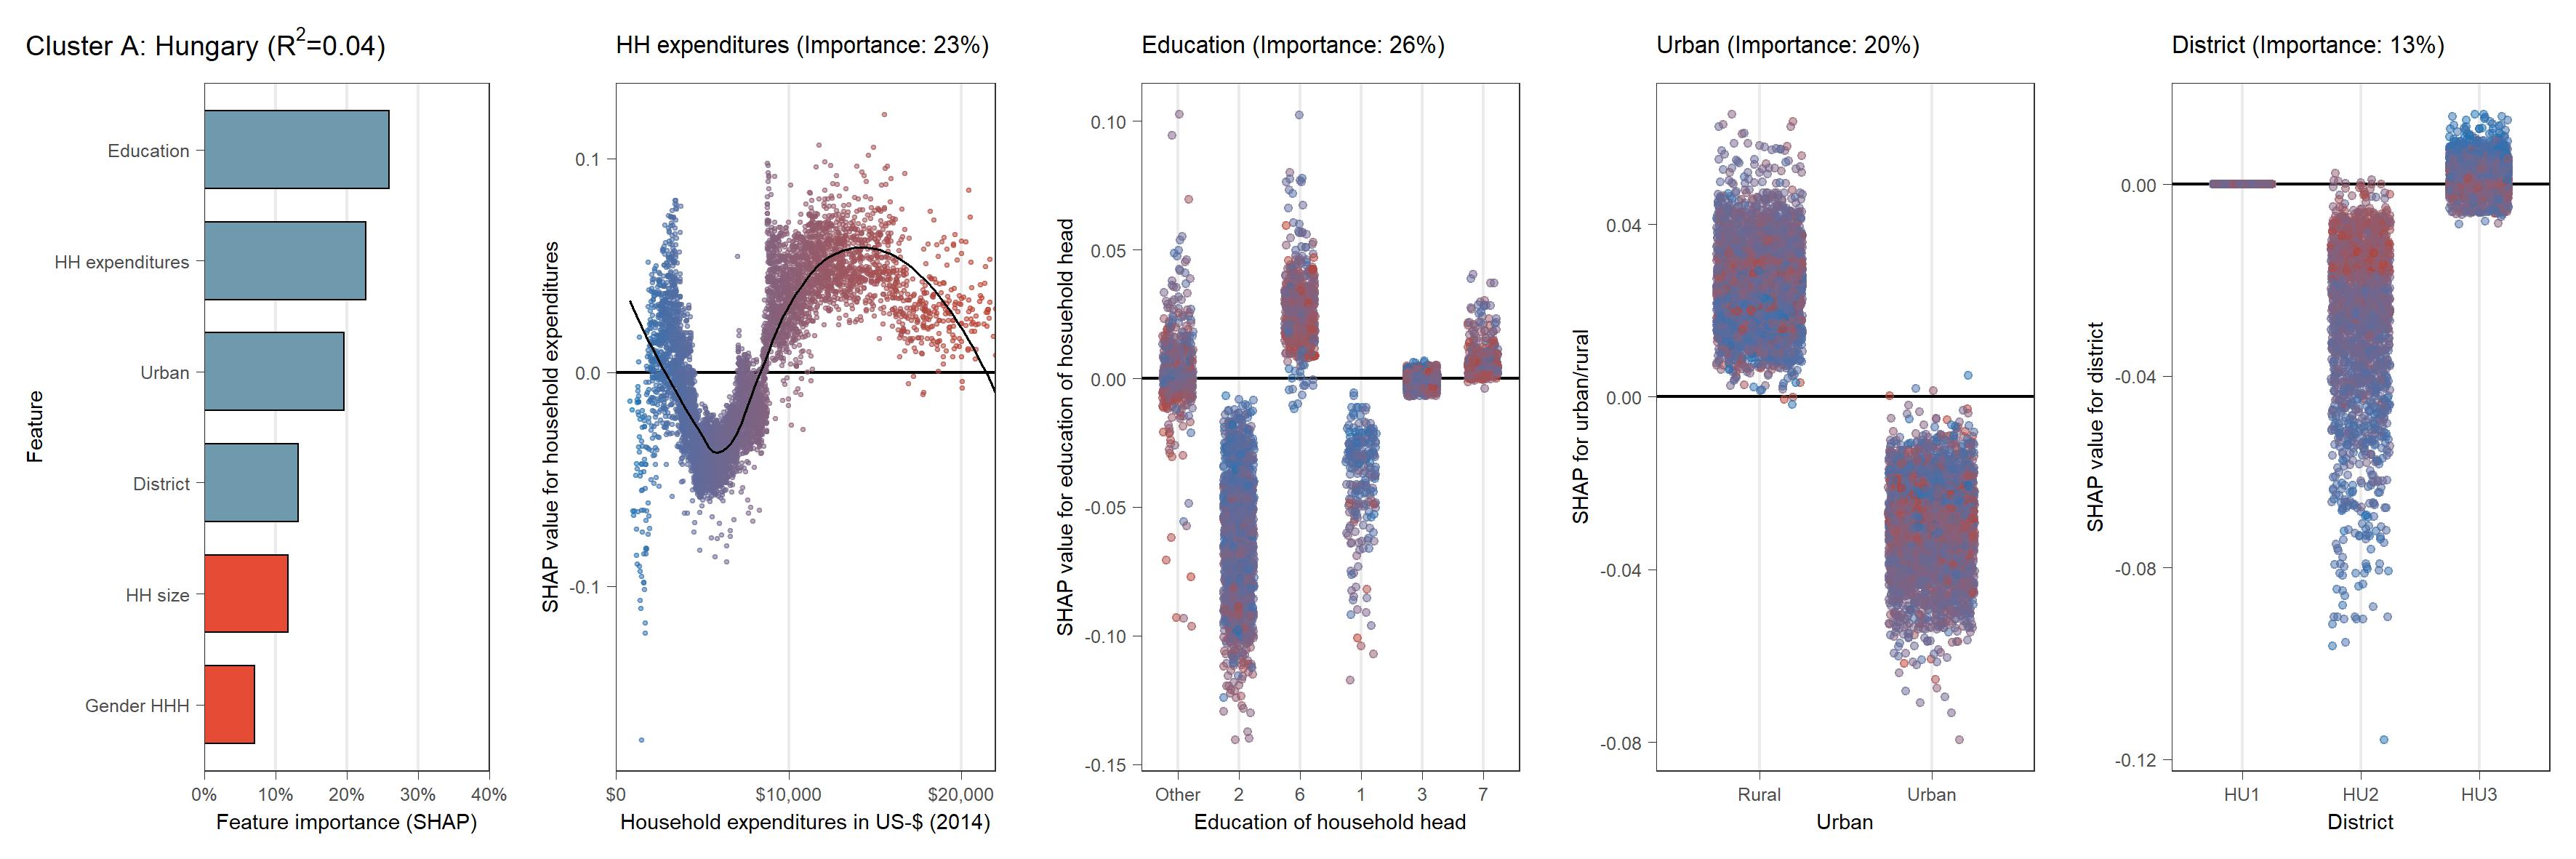 Cluster A: Hungary (R2=0.04)
Feature
Education
HH expenditures
Urban
District
HH size
Gender HHH
0% 10% 20% 30% 40%
Feature importance (SHAP)
HH expenditures (Importance: 23%)
SHAP value for household expenditures
0.1
0.0
-0.1
$0 $10,000 $20,000
Household expenditures in US-$ (2014)
Education (Importance: 26%)
SHAP value for education of hosuehold head
0.10
0.05
0.00
-0.05
-0.10
-0.15
Other 2 6 1 3 7
Education of household head
Urban (Importance: 20%)
SHAP for urban/rural
0.04
0.00
-0.04
-0.08
Rural Urban
Urban
District (Importance: 13%)
SHAP value for district
0.00
-0.04
-0.08
-0.12
HU1 HU2 HU3
District